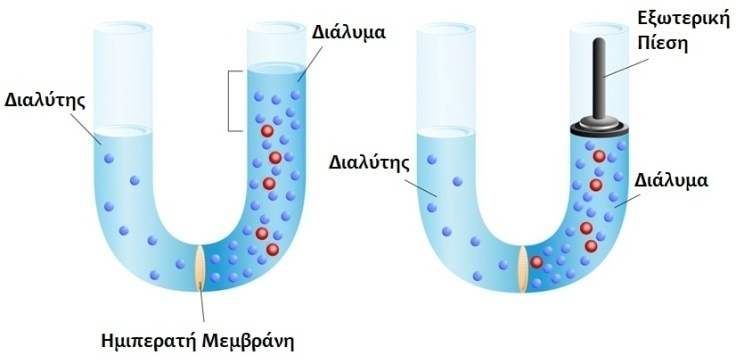 Διαλύτης
Διάλυμα
Ημιπερατή Μεμβράνη
Εξωτερική
Πίεση
Διαλύτης
Διάλυμα